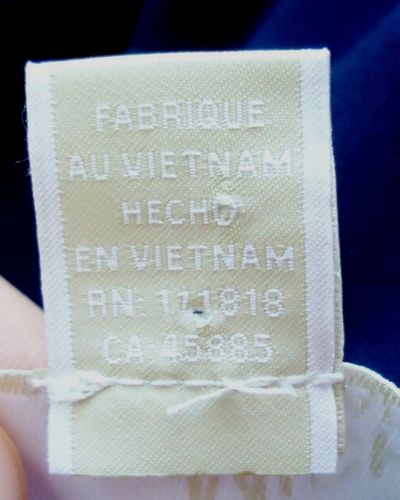 FABRIQUE
AU VIETNAM
HECHO
EN VIETNAM
RN: 111818
CA:45885